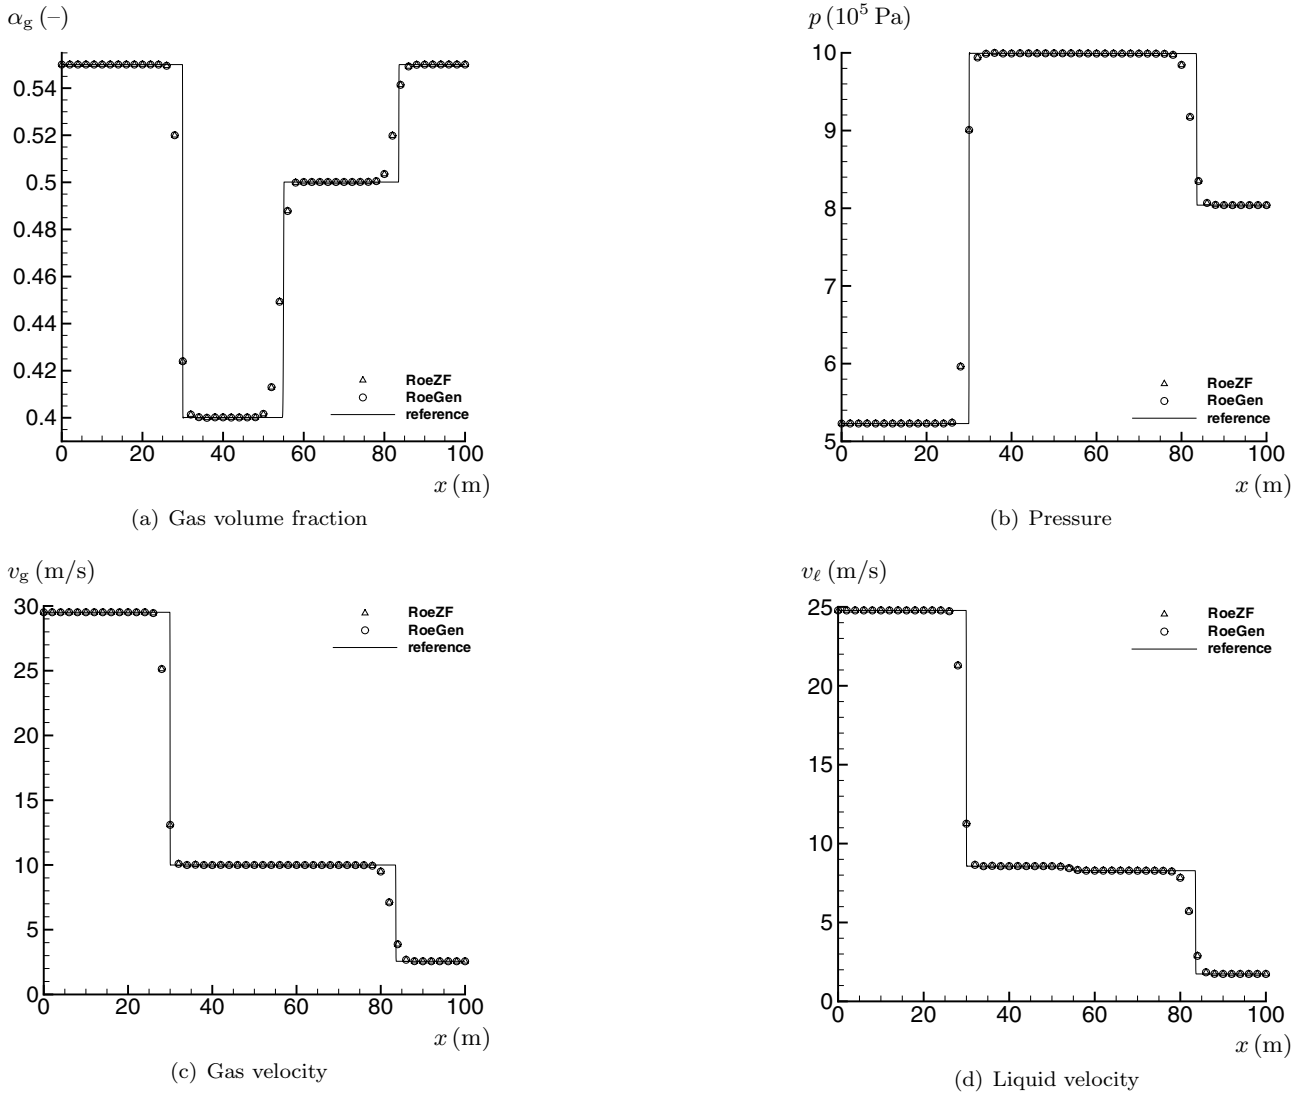 αg (–)
0.54
0.52
0.5
0.48
0.46
0.44
0.42
0.4
RoeZF
RoeGen
reference
0 20 40 60 80 100
x (m)
(a) Gas volume fraction
p (10⁵ Pa)
10
9
8
7
6
5
RoeZF
RoeGen
reference
0 20 40 60 80 100
x (m)
(b) Pressure
vg (m/s)
30
25
20
15
10
5
0
RoeZF
RoeGen
reference
0 20 40 60 80 100
x (m)
(c) Gas velocity
vℓ (m/s)
25
20
15
10
5
0
RoeZF
RoeGen
reference
0 20 40 60 80 100
x (m)
(d) Liquid velocity